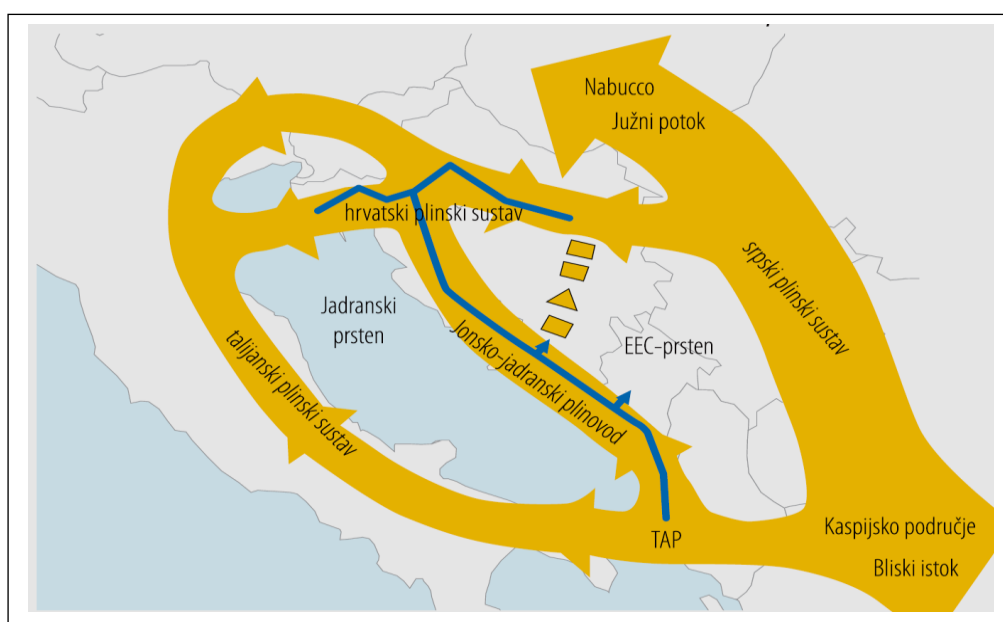 Nabucco
Južni potok
hrvatski plinski sustav
srpski plinski sustav
Jadranski
prsten
EEC-prsten
Jonsko-jadranski plinovod
talijanski plinski sustav
TAP
Kaspijsko područje
Bliski istok